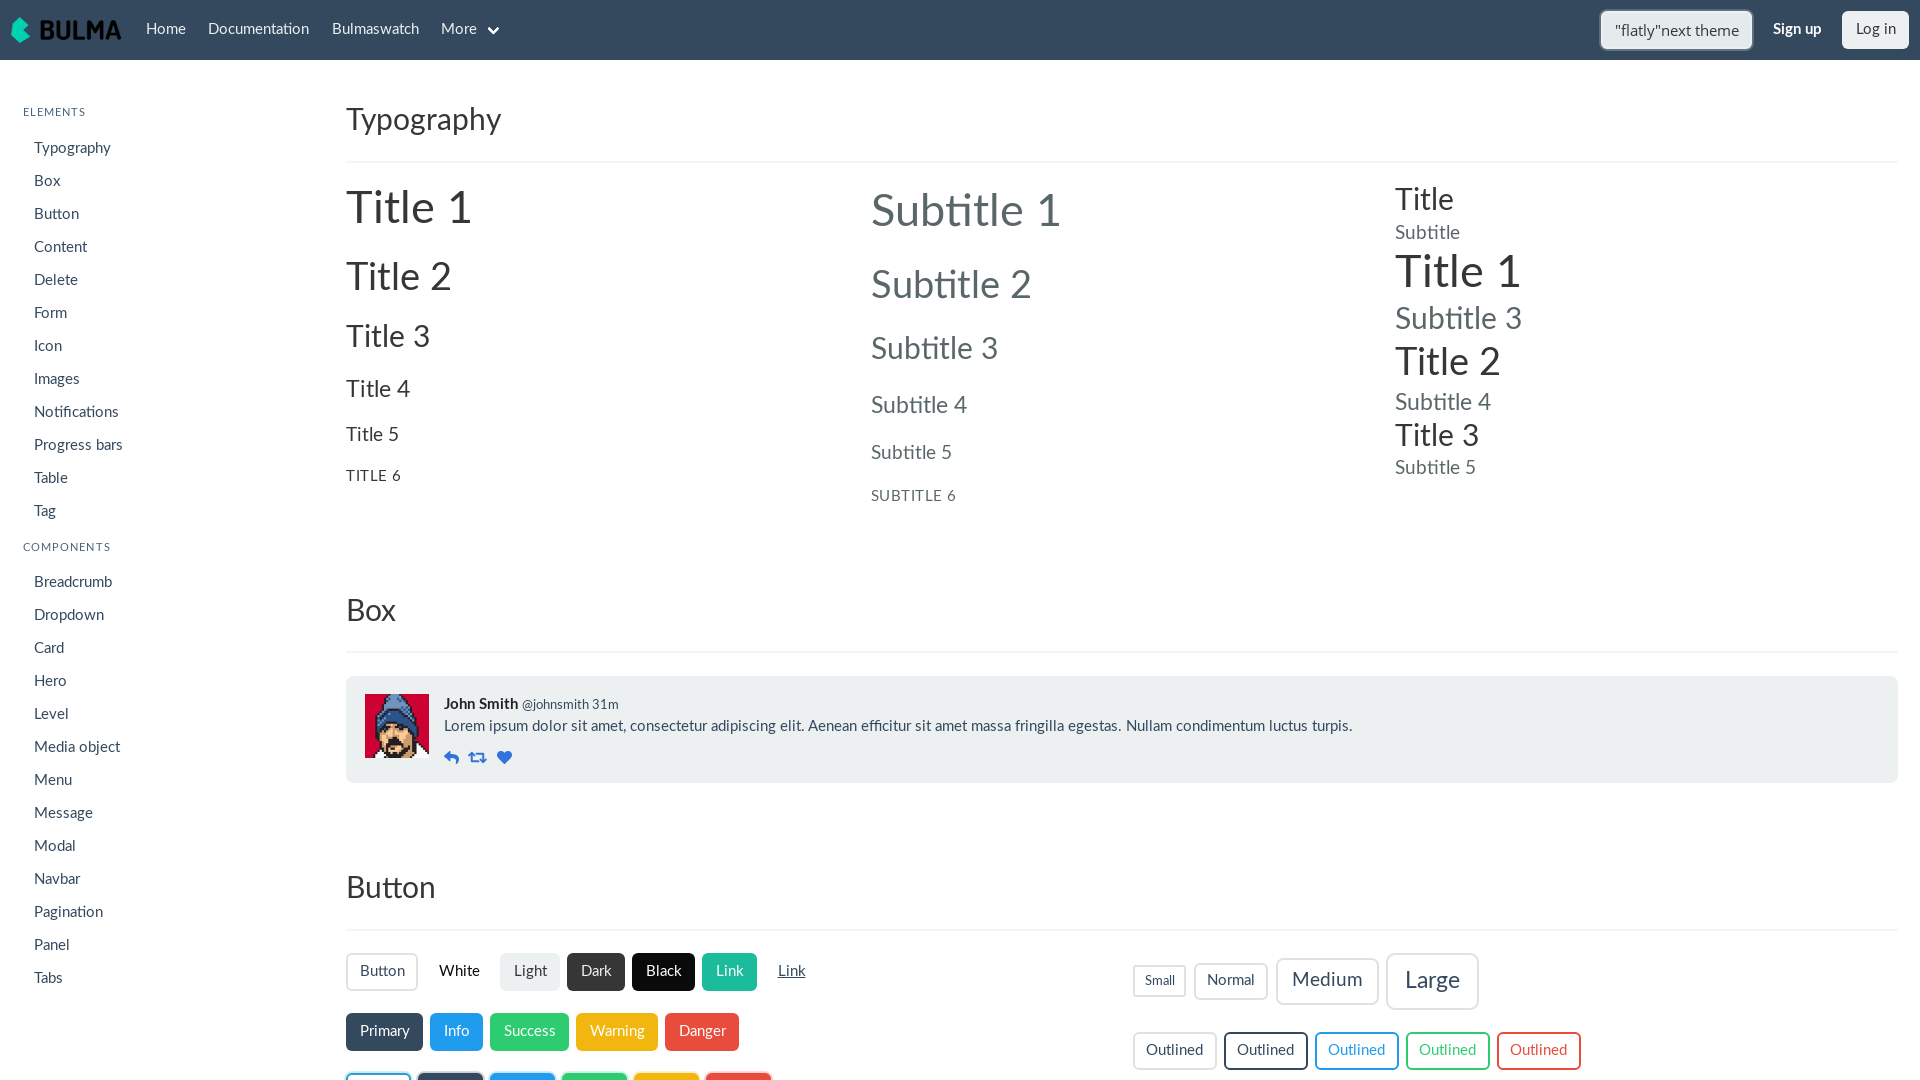 BULMA Home Documentation Bulmaswatch More "flatly"next theme Sign up Log in
ELEMENTS
Typography
Box
Button
Content
Delete
Form
Icon
Images
Notifications
Progress bars
Table
Tag
COMPONENTS
Breadcrumb
Dropdown
Card
Hero
Level
Media object
Menu
Message
Modal
Navbar
Pagination
Panel
Tabs
Typography
Title 1
Title 2
Title 3
Title 4
Title 5
TITLE 6
Subtitle 1
Subtitle 2
Subtitle 3
Subtitle 4
Subtitle 5
SUBTITLE 6
Title
Subtitle
Title 1
Subtitle 3
Title 2
Subtitle 4
Title 3
Subtitle 5
Box
John Smith @johnsmith 31m
Lorem ipsum dolor sit amet, consectetur adipiscing elit. Aenean efficitur sit amet massa fringilla egestas. Nullam condimentum luctus turpis.
Button
Button White Light Dark Black Link Link
Primary Info Success Warning Danger
Small Normal Medium Large
Outlined Outlined Outlined Outlined Outlined